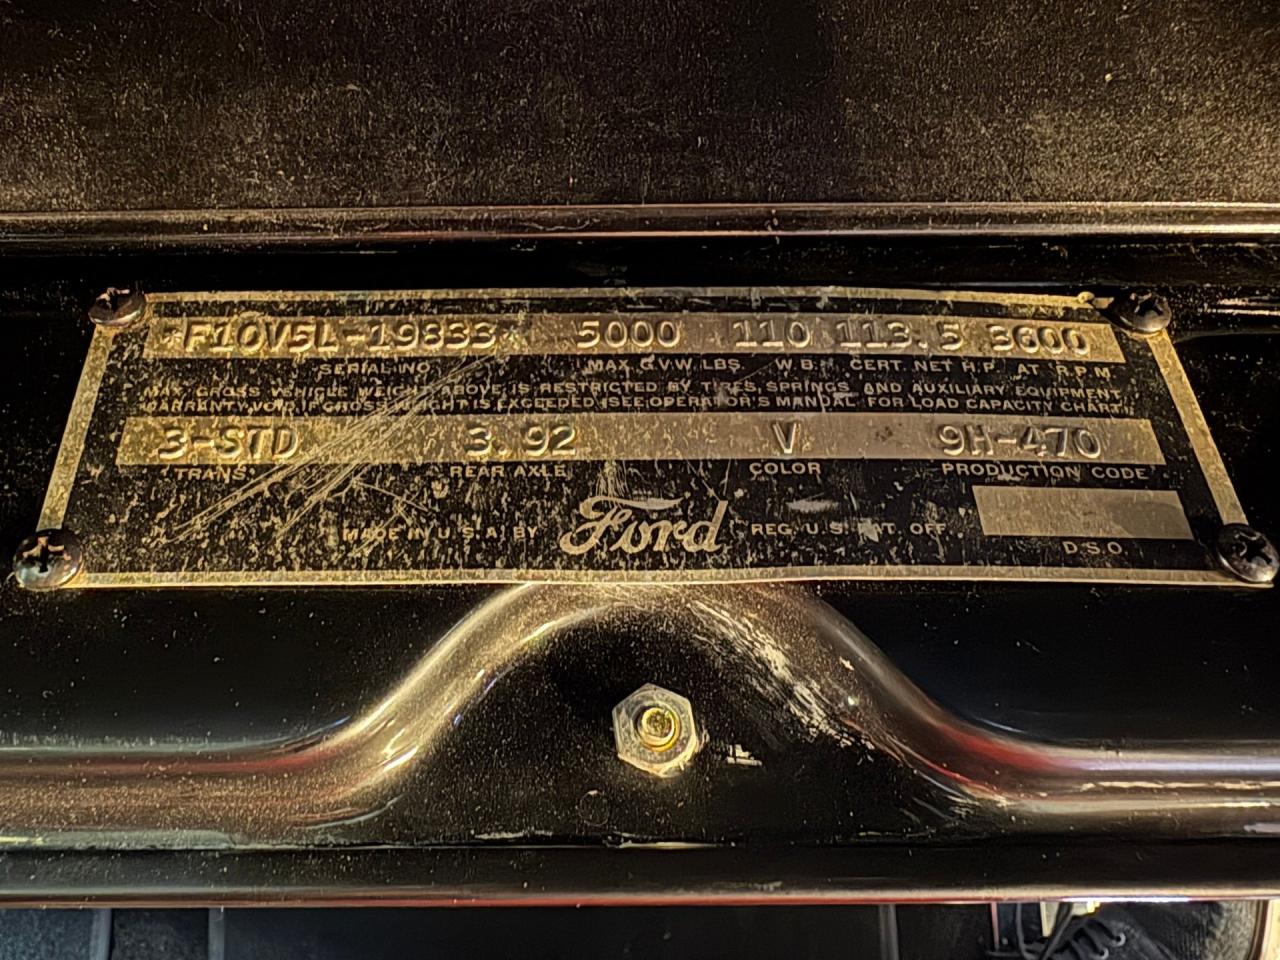 *F10V5L-19833* 5000 110 113.5 3600
SERIAL NO. MAX. G.V.W. LBS. W.B.H. CERT. NET H.P. AT R.P.M.
MAX. GROSS VEHICLE WEIGHT ABOVE IS RESTRICTED BY TIRES, SPRINGS AND AUXILIARY EQUIPMENT.
WARRANTY VOID IF GROSS WEIGHT IS EXCEEDED (SEE OPERATOR'S MANUAL FOR LOAD CAPACITY CHART)
3-STD 3.92 V 9H-470
TRANS. REAR AXLE COLOR PRODUCTION CODE
MADE IN U.S.A. BY Ford REG. U.S. PAT. OFF.
D.S.O.